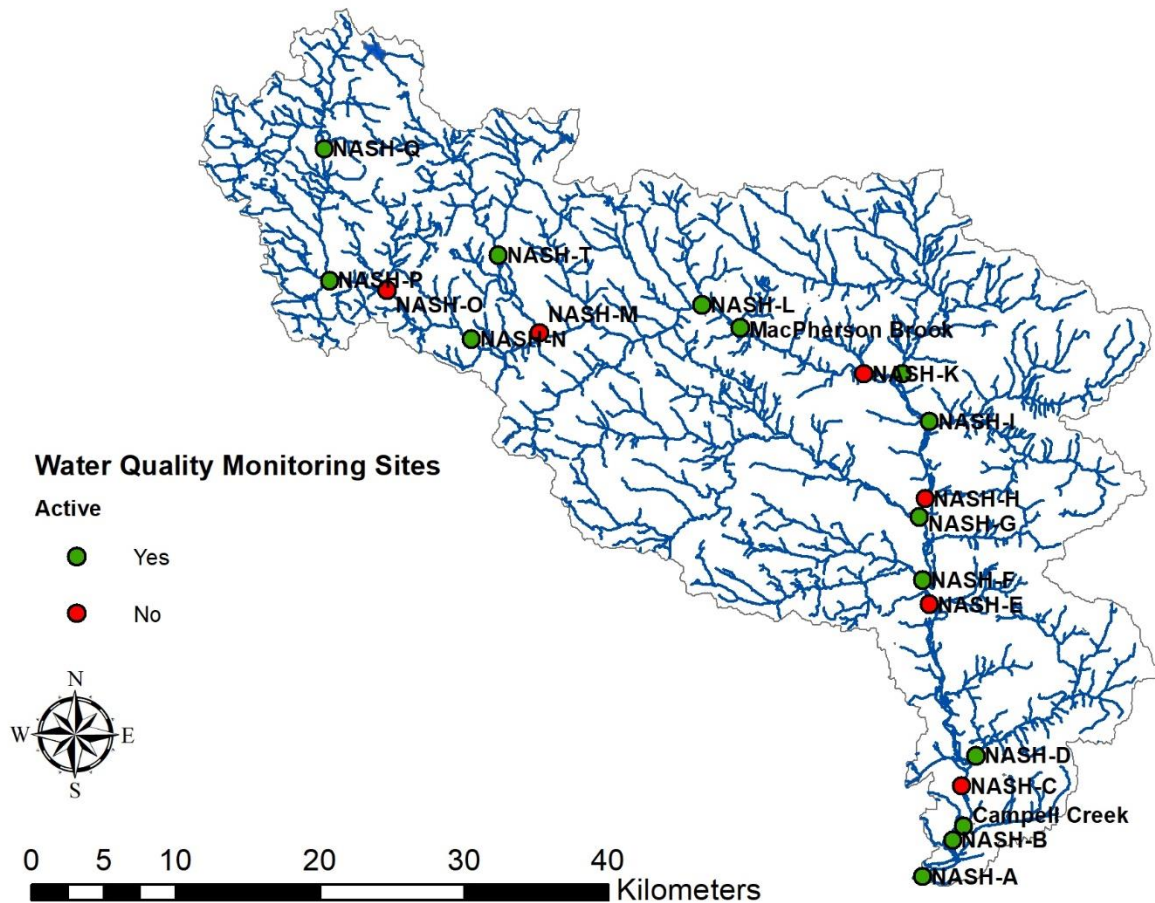 NASH-Q
NASH-T
NASH-P
NASH-O
NASH-L
NASH-M
MacPherson Brook
NASH-N
NASH-K
NASH-I
Water Quality Monitoring Sites
Active
NASH-H
NASH-G
Yes
NASH-F
No
NASH-E
N
W
E
S
NASH-D
NASH-C
Campell Creek
NASH-B
0 5 10 20 30 40
Kilometers
NASH-A